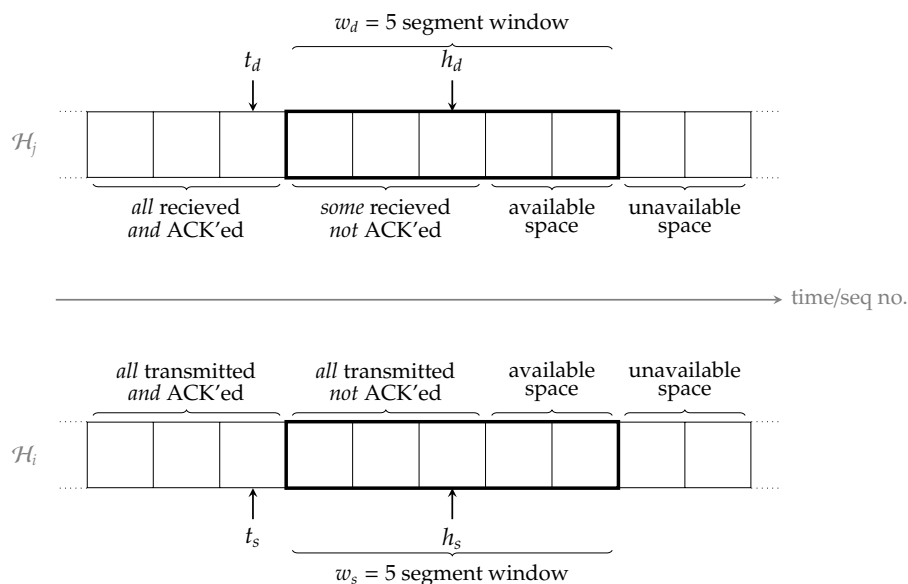 w_d = 5 segment window
t_d h_d
ℋ_j
all recieved some recieved available unavailable
and ACK'ed not ACK'ed space space
time/seq no.
all transmitted all transmitted available unavailable
and ACK'ed not ACK'ed space space
ℋ_i
t_s h_s
w_s = 5 segment window